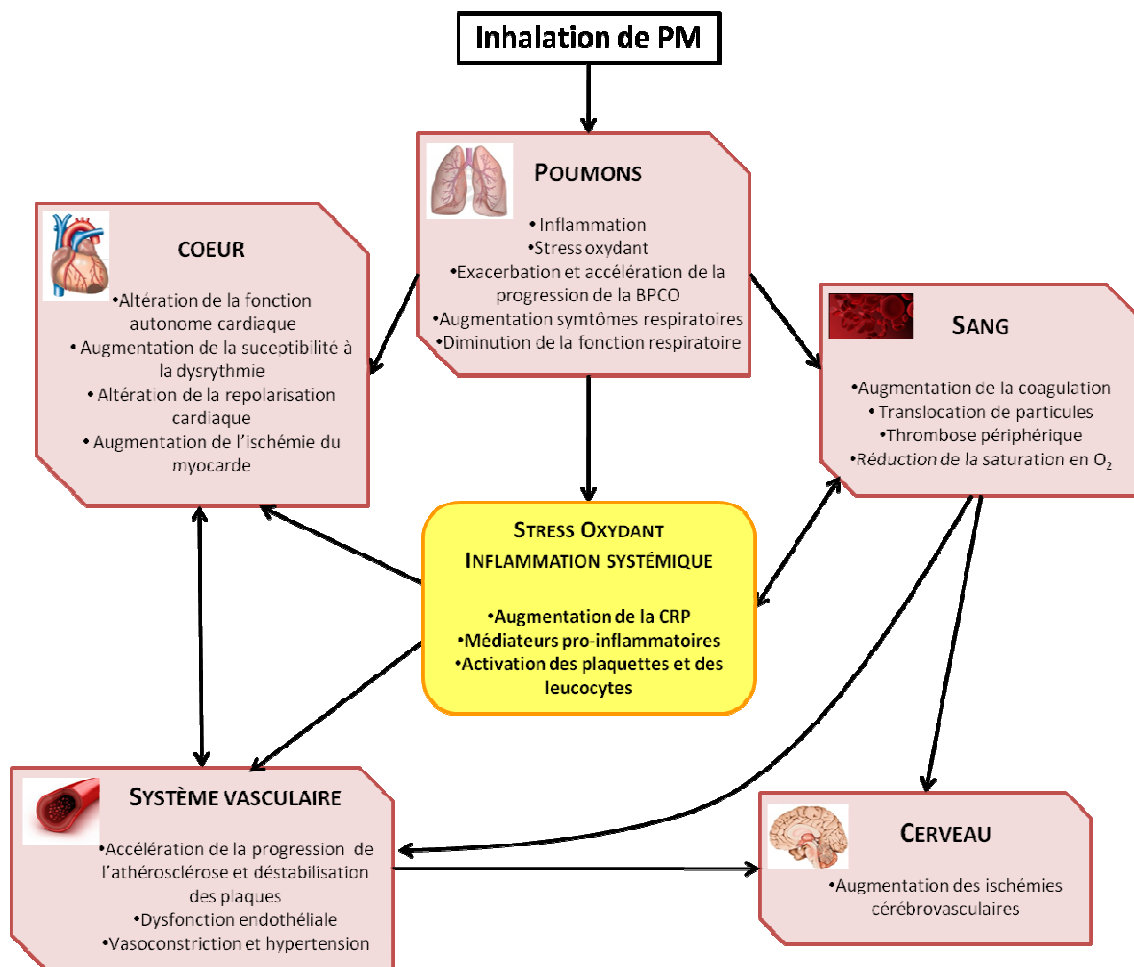 Inhalation de PM
POUMONS
• Inflammation
•Stress oxydant
•Exacerbation et accélération de la
progression de la BPCO
•Augmentation symtômes respiratoires
•Diminution de la fonction respiratoire
COEUR
•Altération de la fonction
autonome cardiaque
• Augmentation de la suceptibilité à
la dysrythmie
• Altération de la repolarisation
cardiaque
• Augmentation de l'ischémie du
myocarde
SANG
•Augmentation de la coagulation
• Translocation de particules
•Thrombose périphérique
•Réduction de la saturation en O₂
STRESS OXYDANT
INFLAMMATION SYSTÉMIQUE
•Augmentation de la CRP
•Médiateurs pro-inflammatoires
•Activation des plaquettes et des
leucocytes
SYSTÈME VASCULAIRE
•Accélération de la progression de
l'athérosclérose et déstabilisation
des plaques
•Dysfonction endothéliale
•Vasoconstriction et hypertension
CERVEAU
•Augmentation des ischémies
cérébrovasculaires